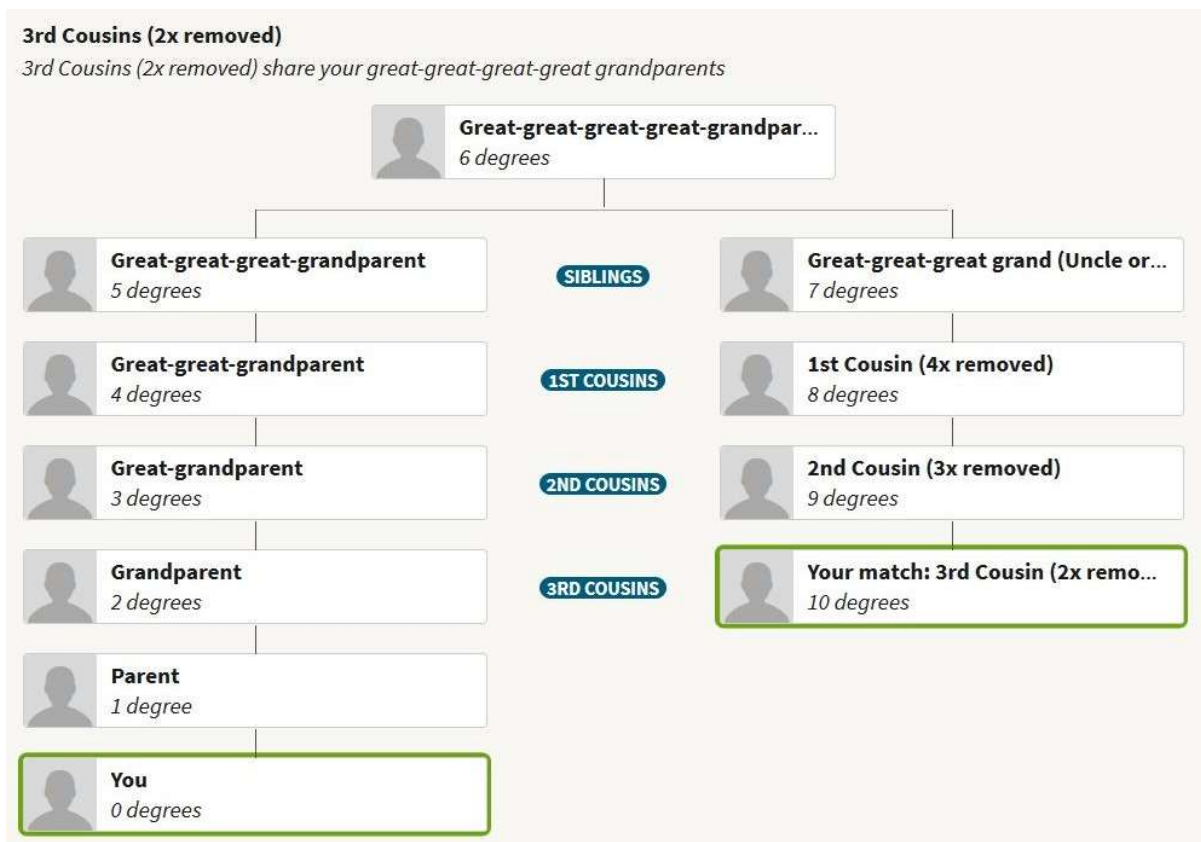 3rd Cousins (2x removed)
3rd Cousins (2x removed) share your great-great-great-great grandparents
Great-great-great-great-grandpar...
6 degrees
Great-great-great-grandparent
5 degrees
SIBLINGS
Great-great-great grand (Uncle or...
7 degrees
Great-great-grandparent
4 degrees
1ST COUSINS
1st Cousin (4x removed)
8 degrees
Great-grandparent
3 degrees
2ND COUSINS
2nd Cousin (3x removed)
9 degrees
Grandparent
2 degrees
3RD COUSINS
Your match: 3rd Cousin (2x remo...
10 degrees
Parent
1 degree
You
0 degrees